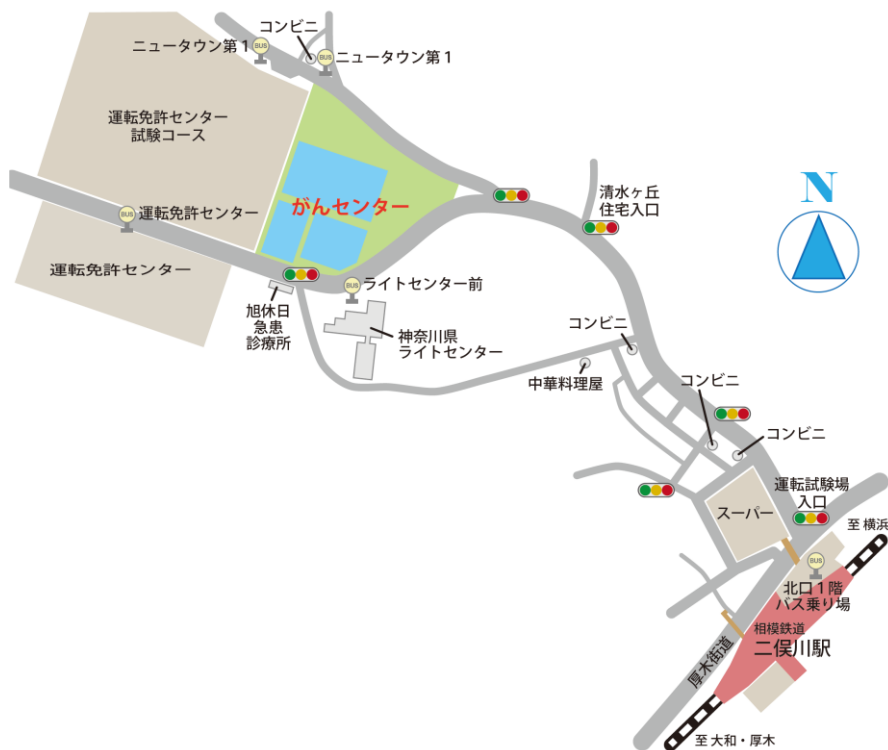 コンビニ
ニュータウン第1
BUS
BUS
ニュータウン第1
運転免許センター
試験コース
がんセンター
清水ヶ丘
住宅入口
N
BUS
運転免許センター
運転免許センター
BUS
ライトセンター前
旭休日
急患
診療所
神奈川県
ライトセンター
コンビニ
中華料理屋
コンビニ
コンビニ
運転試験場
入口
スーパー
至 横浜
BUS
北口1階
バス乗り場
相模鉄道
二俣川駅
厚木街道
至 大和・厚木